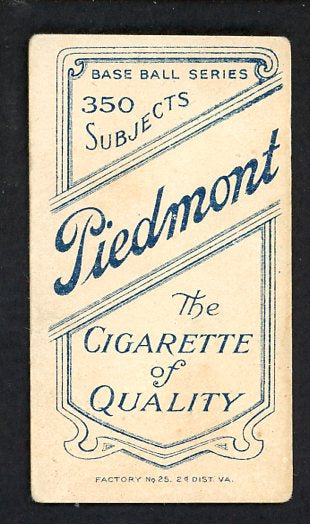 BASE BALL SERIES
350
SUBJECTS
Piedmont
The
CIGARETTE
of
QUALITY
FACTORY No 25. 2d DIST. VA.